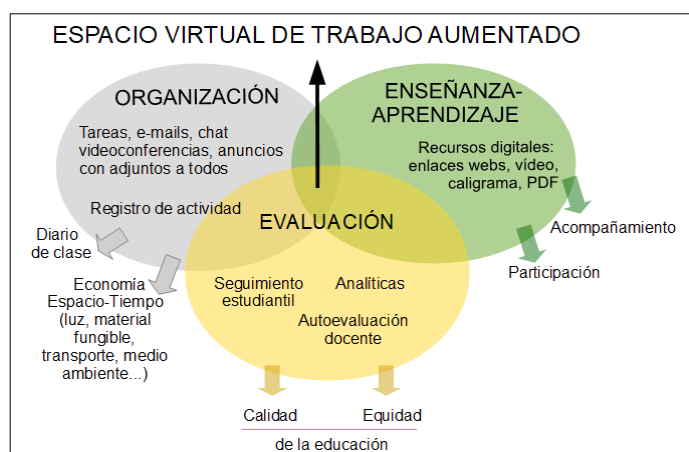 ESPACIO VIRTUAL DE TRABAJO AUMENTADO
ORGANIZACIÓN
Tareas, e-mails, chat
videoconferencias, anuncios
con adjuntos a todos
Registro de actividad
Diario
de clase
Economía
Espacio-Tiempo
(luz, material
fungible,
transporte, medio
ambiente...)
ENSEÑANZA-
APRENDIZAJE
Recursos digitales:
enlaces webs, vídeo,
caligrama, PDF
Acompañamiento
Participación
EVALUACIÓN
Seguimiento
estudiantil
Analíticas
Autoevaluación
docente
Calidad
Equidad
de la educación